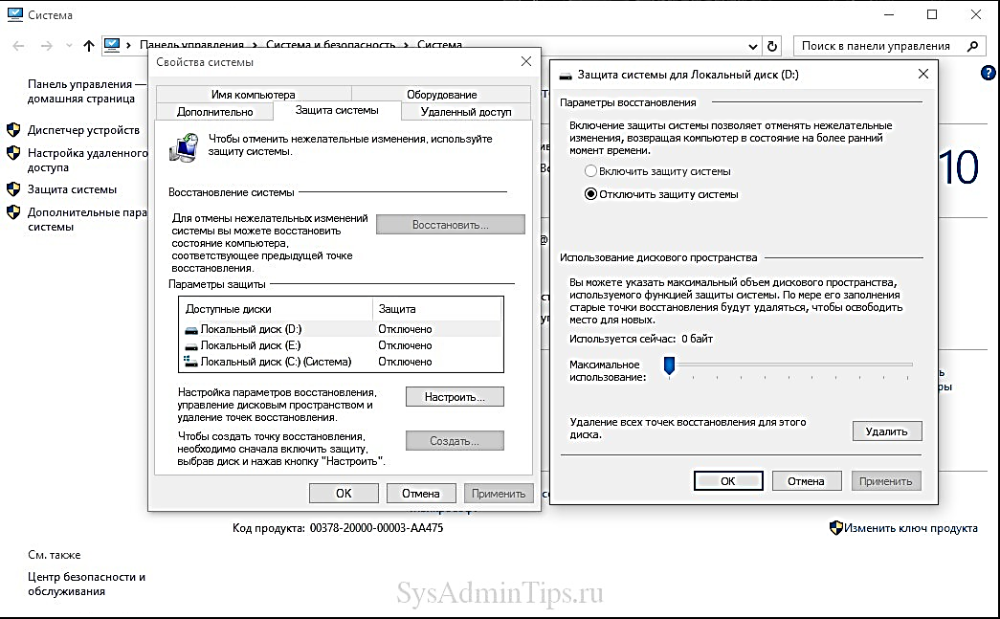 Система
Панель управления › Система и безопасность › Система
Поиск в панели управления
Панель управления —
домашняя страница
Диспетчер устройств
Настройка удаленного
доступа
Защита системы
Дополнительные пара
системы
См. также
Центр безопасности и
обслуживания
Свойства системы
Имя компьютера
Оборудование
Дополнительно
Защита системы
Удаленный доступ
Чтобы отменить нежелательные изменения, используйте
защиту системы.
Восстановление системы
Для отмены нежелательных изменений
системы вы можете восстановить
состояние компьютера,
соответствующее предыдущей точке
восстановления.
Восстановить...
Параметры защиты
Доступные диски Защита
Локальный диск (D:) Отключено
Локальный диск (E:) Отключено
Локальный диск (C:) (Система) Отключено
Настройка параметров восстановления,
управление дисковым пространством и
удаление точек восстановления.
Настроить...
Чтобы создать точку восстановления,
необходимо сначала включить защиту,
выбрав диск и нажав кнопку "Настроить".
Создать...
ОК
Отмена
Применить
Защита системы для Локальный диск (D:)
Параметры восстановления
Включение защиты системы позволяет отменять нежелательные
изменения, возвращая компьютер в состояние на более ранний
момент времени.
Включить защиту системы
Отключить защиту системы
Использование дискового пространства
Вы можете указать максимальный объем дискового пространства,
используемого функцией защиты системы. По мере его заполнения
старые точки восстановления будут удаляться, чтобы освободить
место для новых.
Используется сейчас: 0 байт
Максимальное
использование:
Удаление всех точек восстановления для этого
диска.
Удалить
ОК
Отмена
Применить
10
Код продукта: 00378-20000-00003-AA475
Изменить ключ продукта
SysAdminTips.ru